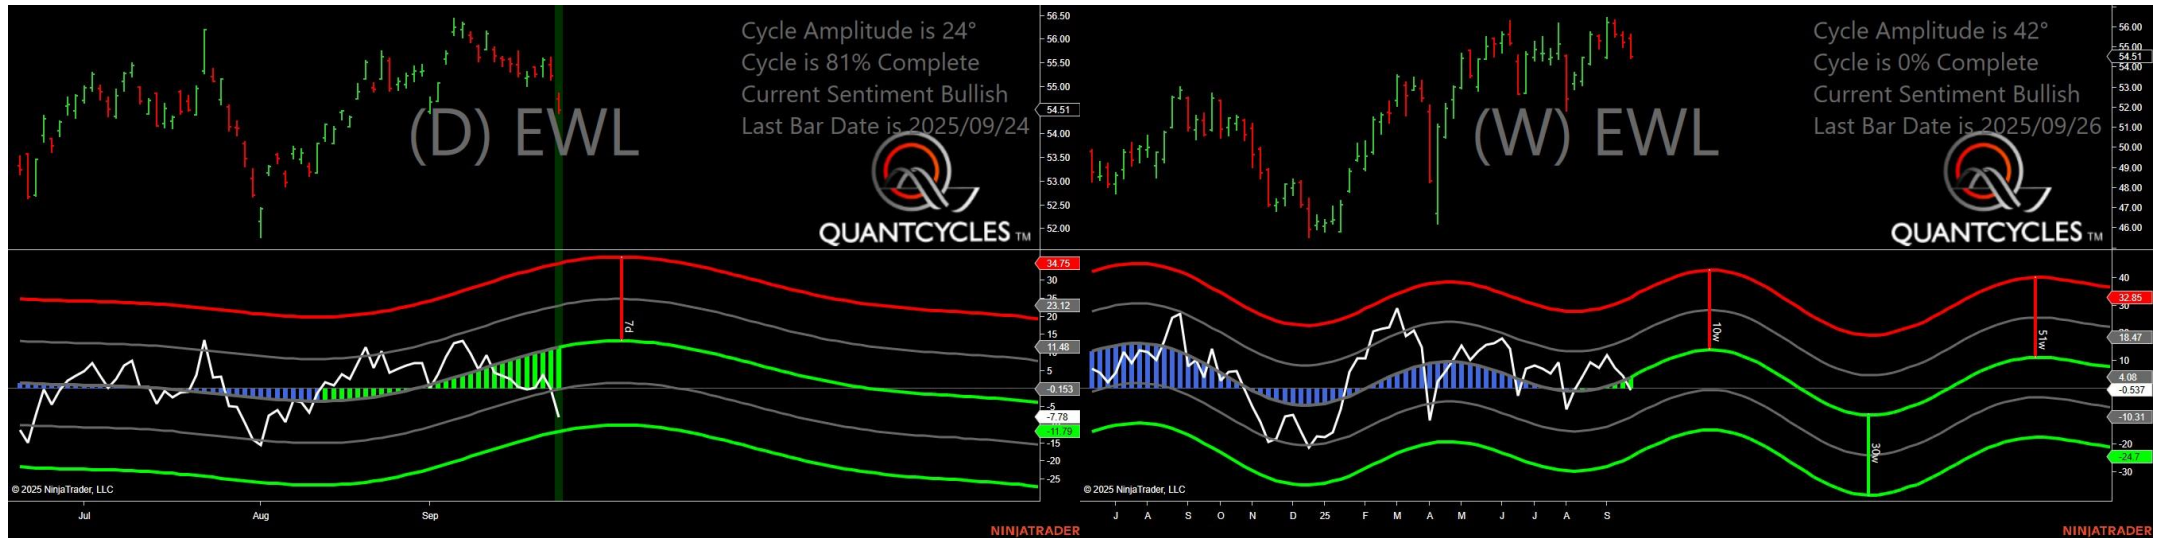 Cycle Amplitude is 24°
Cycle is 81% Complete
Current Sentiment Bullish
Last Bar Date is 2025/09/24
(D) EWL
QUANTCYCLES TM
56.50
56.00
55.50
55.00
54.51
54.00
53.50
53.00
52.50
52.00
34.75
30
25
23.12
20
15
11.48
5
-0.153
-5
-7.78
-11.79
-15
-20
-25
7d
© 2025 NinjaTrader, LLC
Jul Aug Sep
NINJATRADER
Cycle Amplitude is 42°
Cycle is 0% Complete
Current Sentiment Bullish
Last Bar Date is 2025/09/26
(W) EWL
QUANTCYCLES TM
56.00
55.00
54.51
54.00
53.00
52.00
51.00
50.00
49.00
48.00
47.00
46.00
40
32.85
30
18.47
10
4.08
-0.537
-10.31
-20
-24.7
-30
10w
30w
51w
© 2025 NinjaTrader, LLC
J A S O N D 25 F M A M J J A S
NINJATRADER